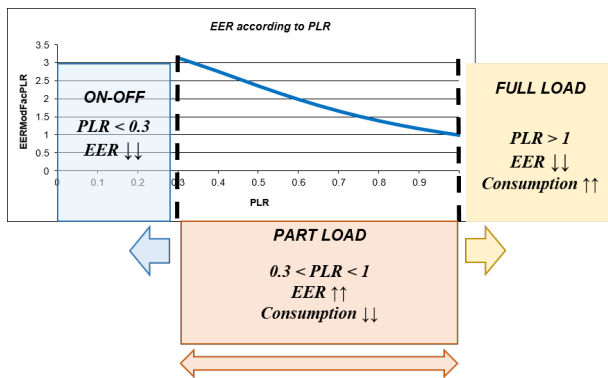 EER according to PLR
3.5
3
2.5
2
1.5
1
0.5
0
EERModFacPLR
0
0.1
0.2
0.3
0.4
0.5
0.6
0.7
0.8
0.9
PLR
ON-OFF
PLR < 0.3
EER ↓↓
FULL LOAD
PLR > 1
EER ↓↓
Consumption ↑↑
PART LOAD
0.3 < PLR < 1
EER ↑↑
Consumption ↓↓